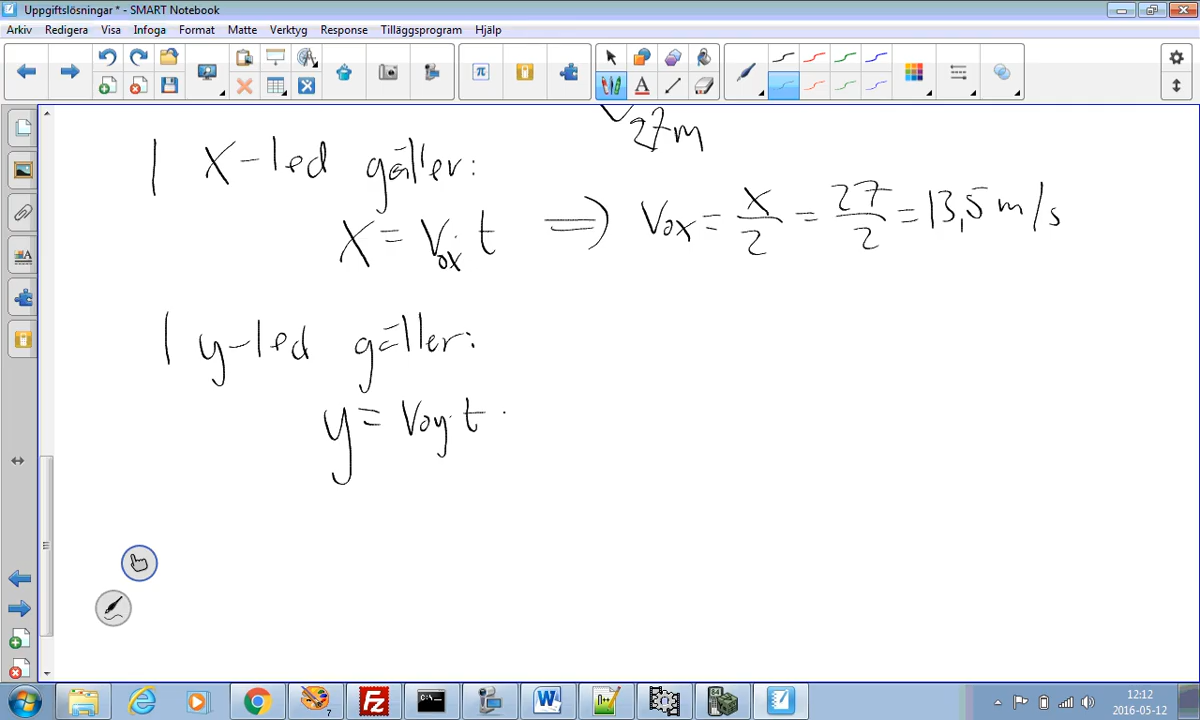 Uppgiftslösningar * - SMART Notebook
Arkiv Redigera Visa Infoga Format Matte Verktyg Response Tilläggsprogram Hjälp
27m
I x-led gäller:
x = v₀ₓ · t ⟹ v₀ₓ = x/2 = 27/2 = 13,5 m/s
I y-led gäller:
y = v₀y · t
12:12
2016-05-12